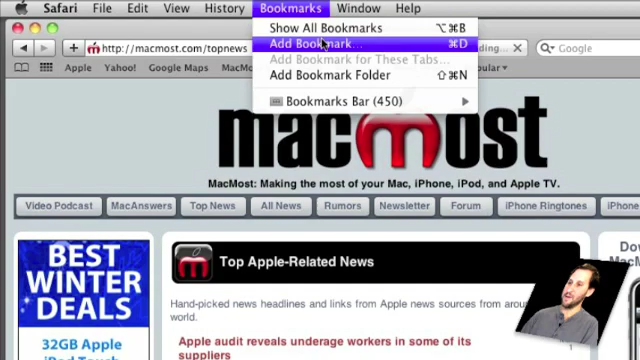 Safari File Edit View History Bookmarks Window Help
Show All Bookmarks ⌥⌘B
Add Bookmark... ⌘D
Add Bookmark for These Tabs...
Add Bookmark Folder ⇧⌘N
Bookmarks Bar (450)
http://macmost.com/topnews
Apple Yahoo! Google Maps You
macmost
MacMost: Making the most of your Mac, iPhone, iPod, and Apple TV.
Video Podcast MacAnswers Top News All News Rumors Newsletter Forum iPhone Ringtones iPhone
BEST
WINTER
DEALS
32GB Apple
Top Apple-Related News
Hand-picked news headlines and links from Apple news sources from
world.
Apple audit reveals underage workers in some of its
suppliers
1